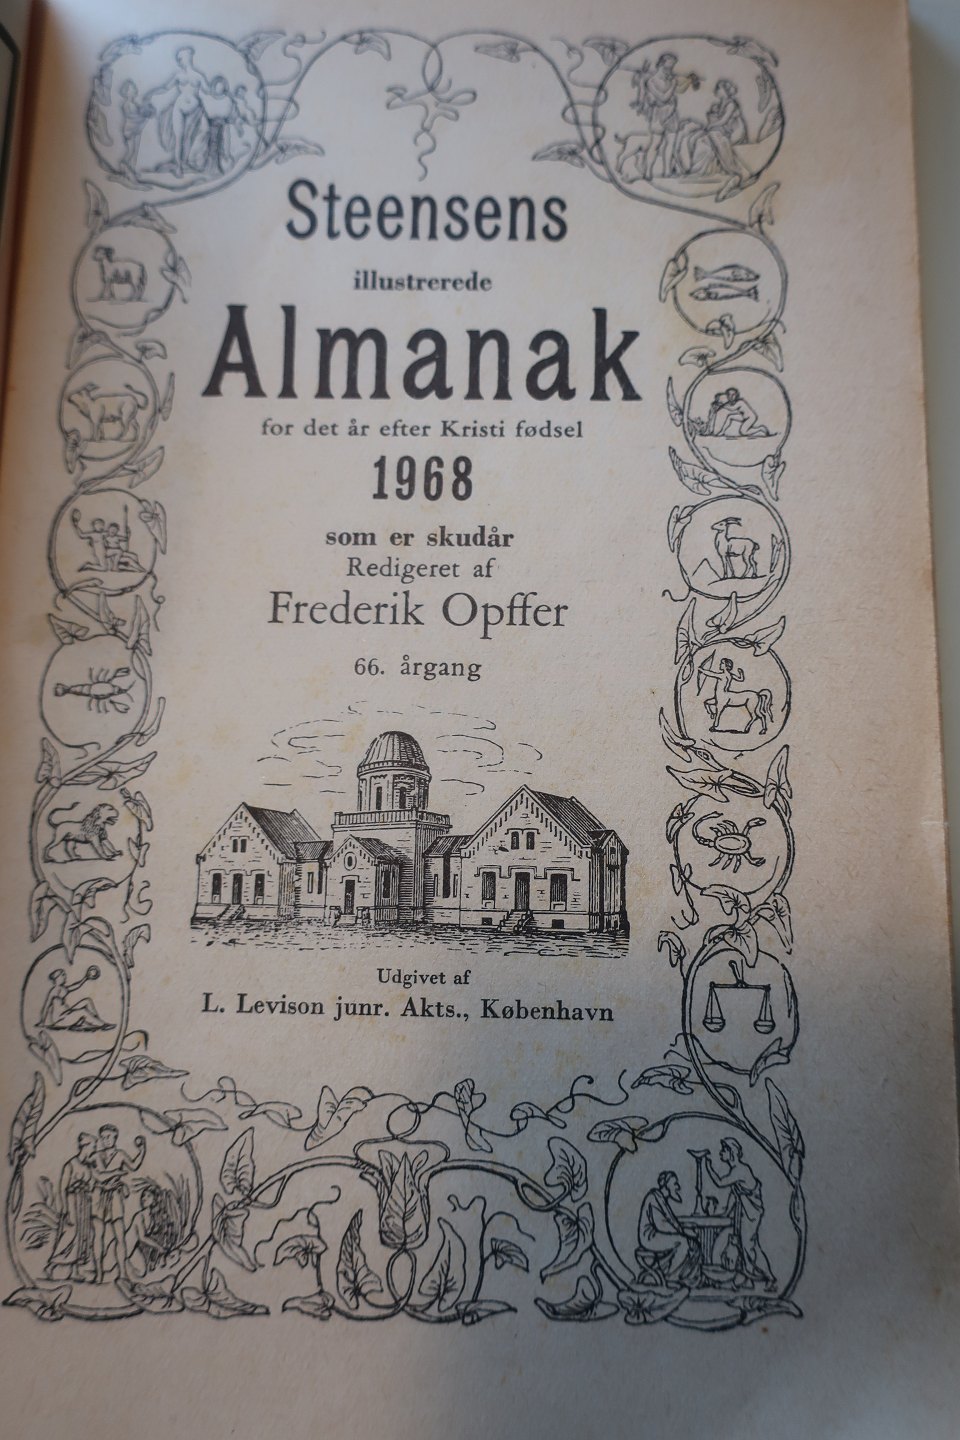 Steensens
illustrerede
Almanak
for det år efter Kristi fødsel
1968
som er skudår
Redigeret af
Frederik Opffer
66. årgang
Udgivet af
L. Levison junr. Akts., København